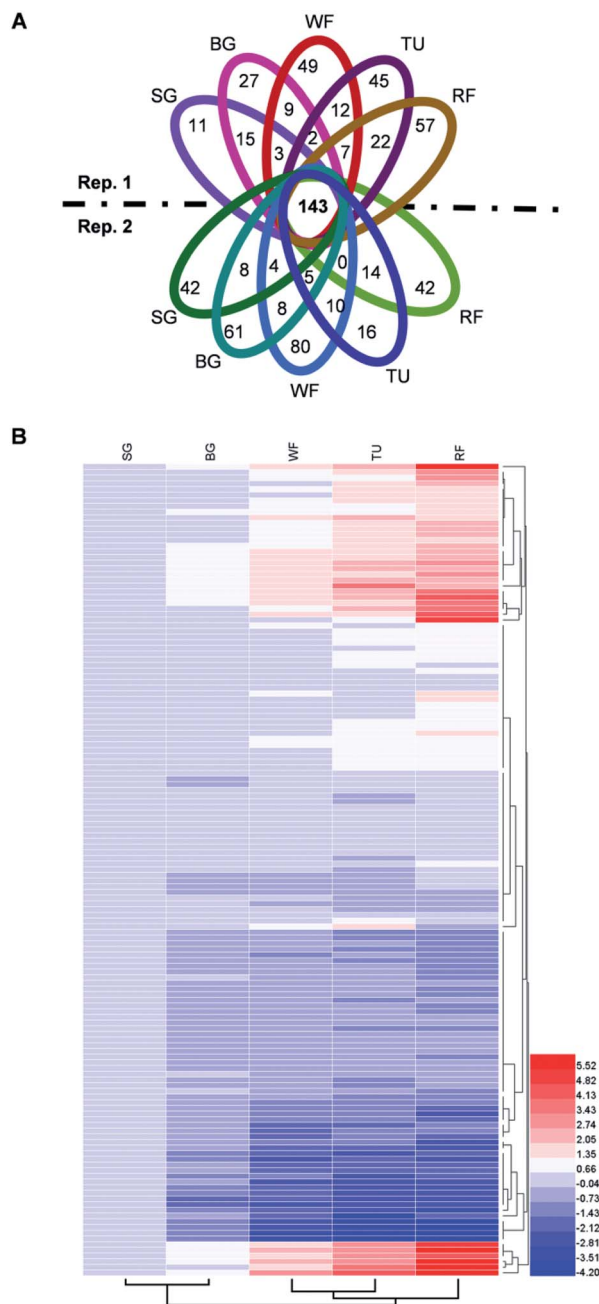 A
WF
BG
TU
SG
RF
49
27
45
11
9
12
57
15
2
22
3
7
Rep. 1
143
Rep. 2
8
4
5
0
14
42
42
61
8
10
16
80
SG
RF
BG
TU
WF
B
SG
BG
WF
TU
RF
5.52
4.82
4.13
3.43
2.74
2.05
1.35
0.66
-0.04
-0.73
-1.43
-2.12
-2.81
-3.51
-4.20